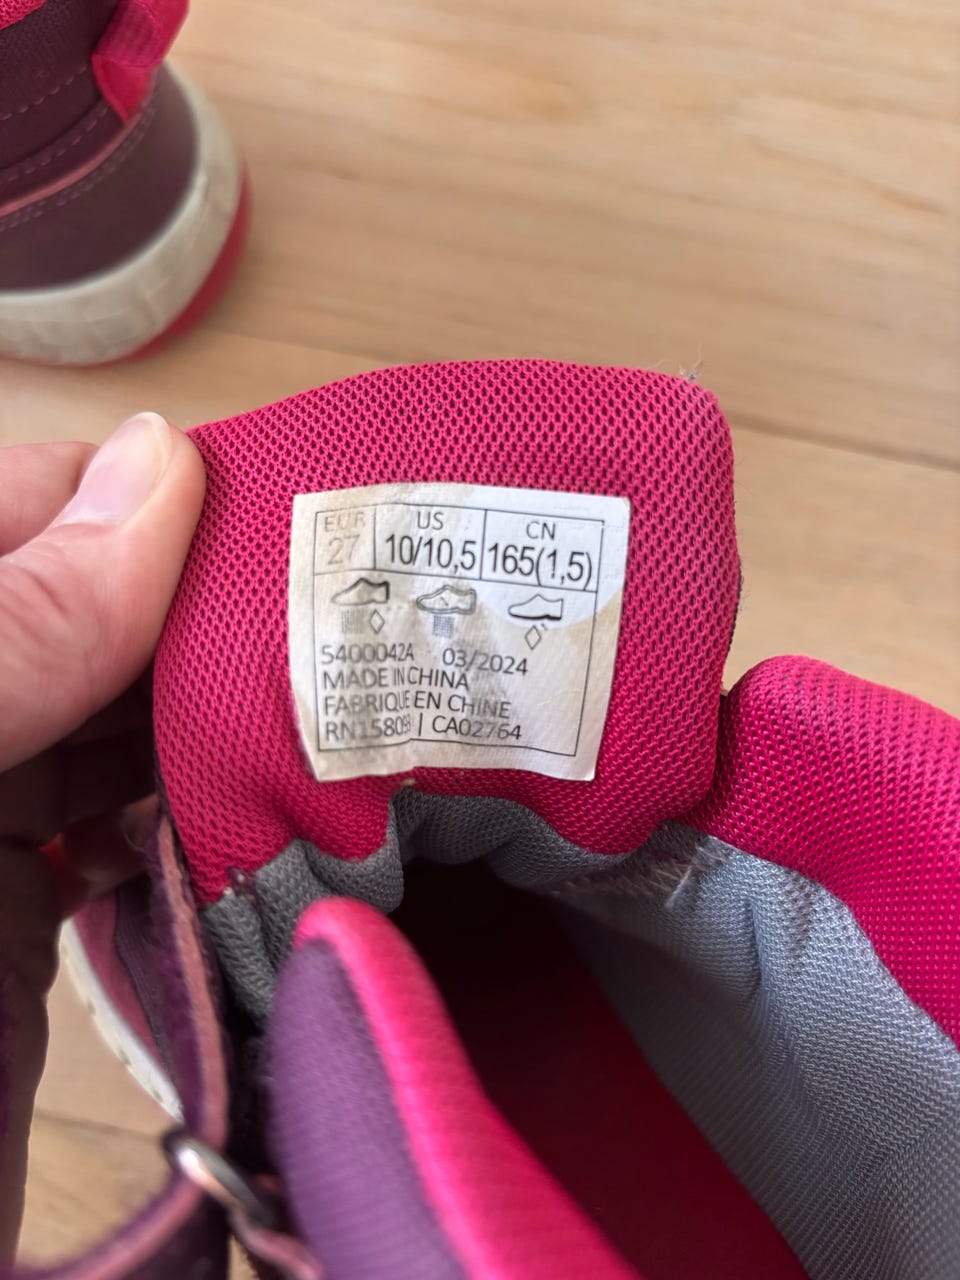 EUR US CN
27 10/10,5 165(1,5)
5400042A 03/2024
MADE IN CHINA
FABRIQUE EN CHINE
| CA02764